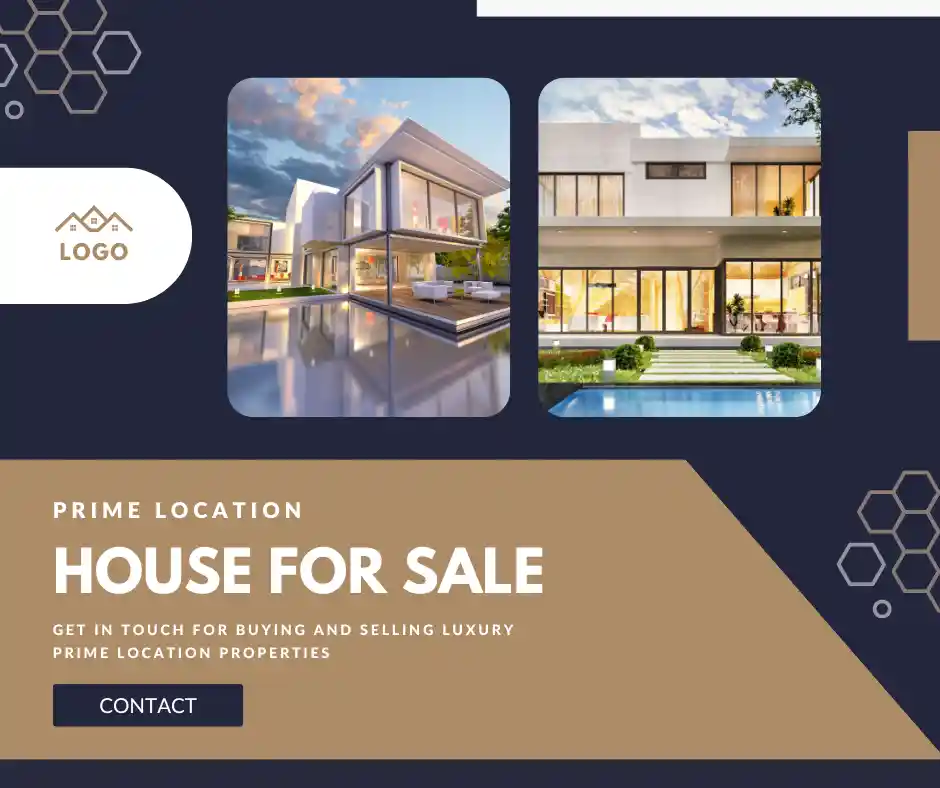 LOGO
PRIME LOCATION
HOUSE FOR SALE
GET IN TOUCH FOR BUYING AND SELLING LUXURY
PRIME LOCATION PROPERTIES
CONTACT